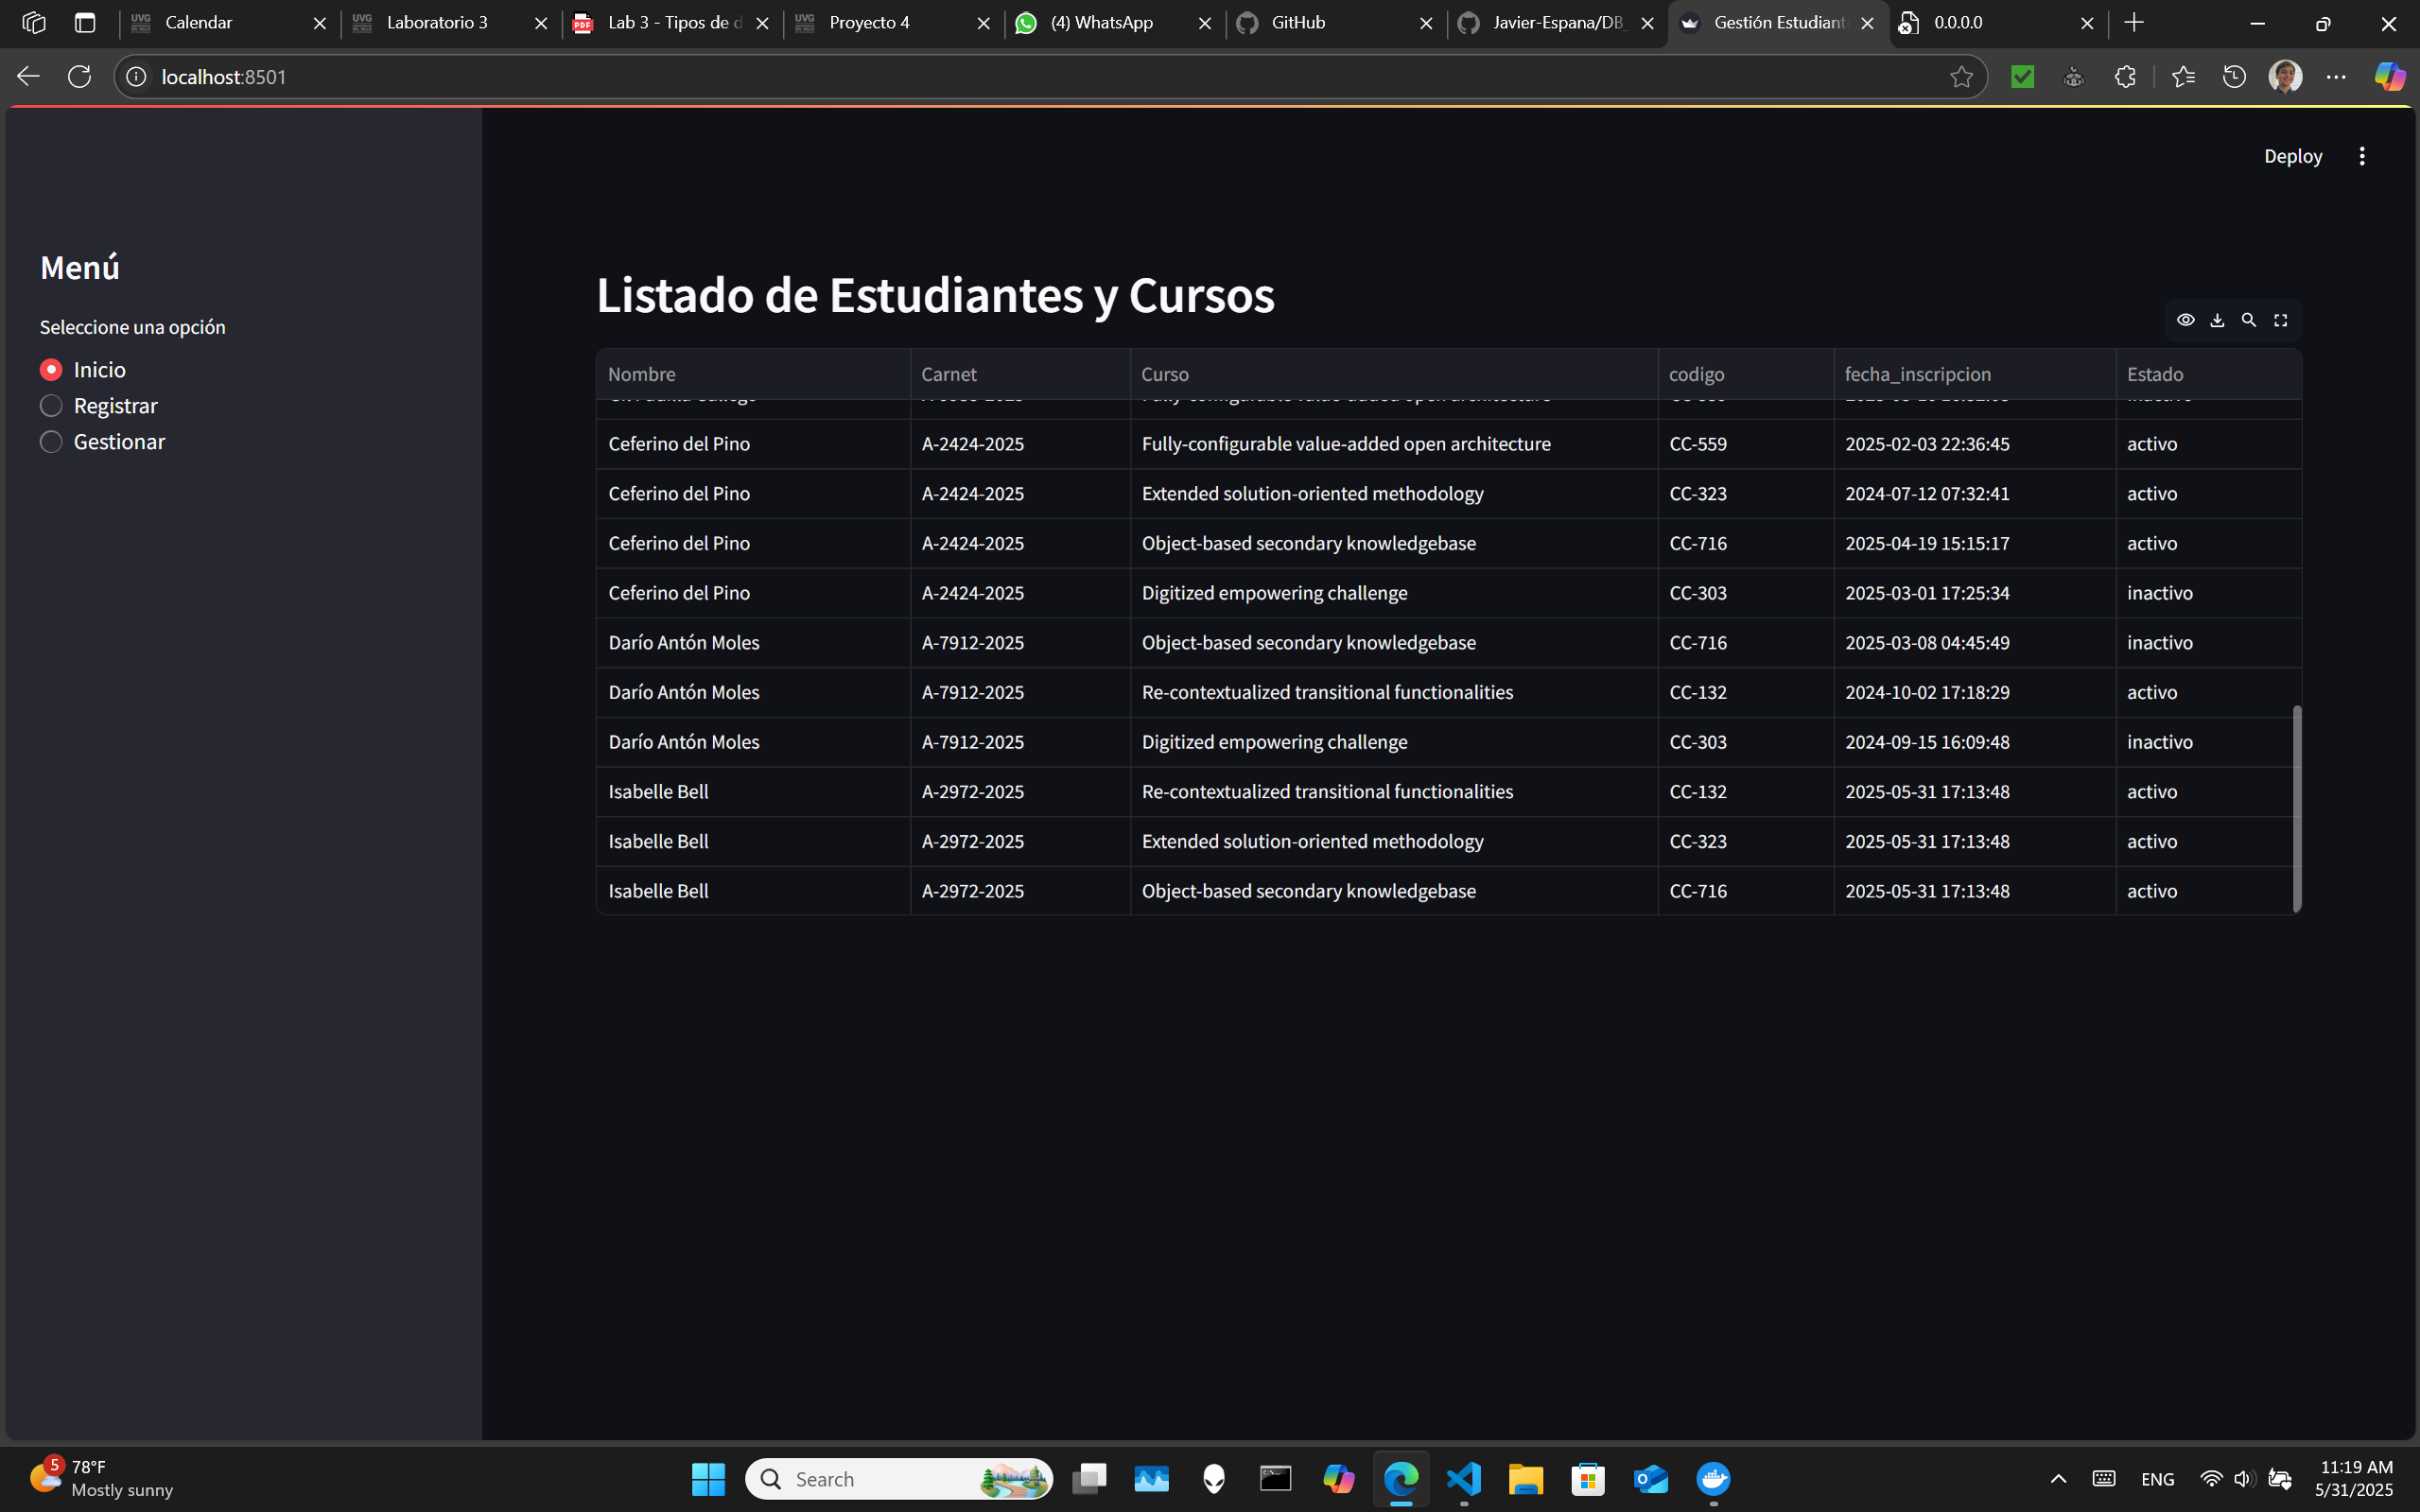 Calendar
Laboratorio 3
Lab 3 - Tipos de d
Proyecto 4
(4) WhatsApp
GitHub
Javier-Espana/DB_
Gestión Estudiant
0.0.0.0
localhost:8501
Deploy
Menú
Seleccione una opción
Inicio
Registrar
Gestionar
Listado de Estudiantes y Cursos
Nombre Carnet Curso codigo fecha_inscripcion Estado
Ceferino del Pino A-2424-2025 Fully-configurable value-added open architecture CC-559 2025-02-03 22:36:45 activo
Ceferino del Pino A-2424-2025 Extended solution-oriented methodology CC-323 2024-07-12 07:32:41 activo
Ceferino del Pino A-2424-2025 Object-based secondary knowledgebase CC-716 2025-04-19 15:15:17 activo
Ceferino del Pino A-2424-2025 Digitized empowering challenge CC-303 2025-03-01 17:25:34 inactivo
Darío Antón Moles A-7912-2025 Object-based secondary knowledgebase CC-716 2025-03-08 04:45:49 inactivo
Darío Antón Moles A-7912-2025 Re-contextualized transitional functionalities CC-132 2024-10-02 17:18:29 activo
Darío Antón Moles A-7912-2025 Digitized empowering challenge CC-303 2024-09-15 16:09:48 inactivo
Isabelle Bell A-2972-2025 Re-contextualized transitional functionalities CC-132 2025-05-31 17:13:48 activo
Isabelle Bell A-2972-2025 Extended solution-oriented methodology CC-323 2025-05-31 17:13:48 activo
Isabelle Bell A-2972-2025 Object-based secondary knowledgebase CC-716 2025-05-31 17:13:48 activo
5
78°F
Mostly sunny
Search
ENG
11:19 AM
5/31/2025